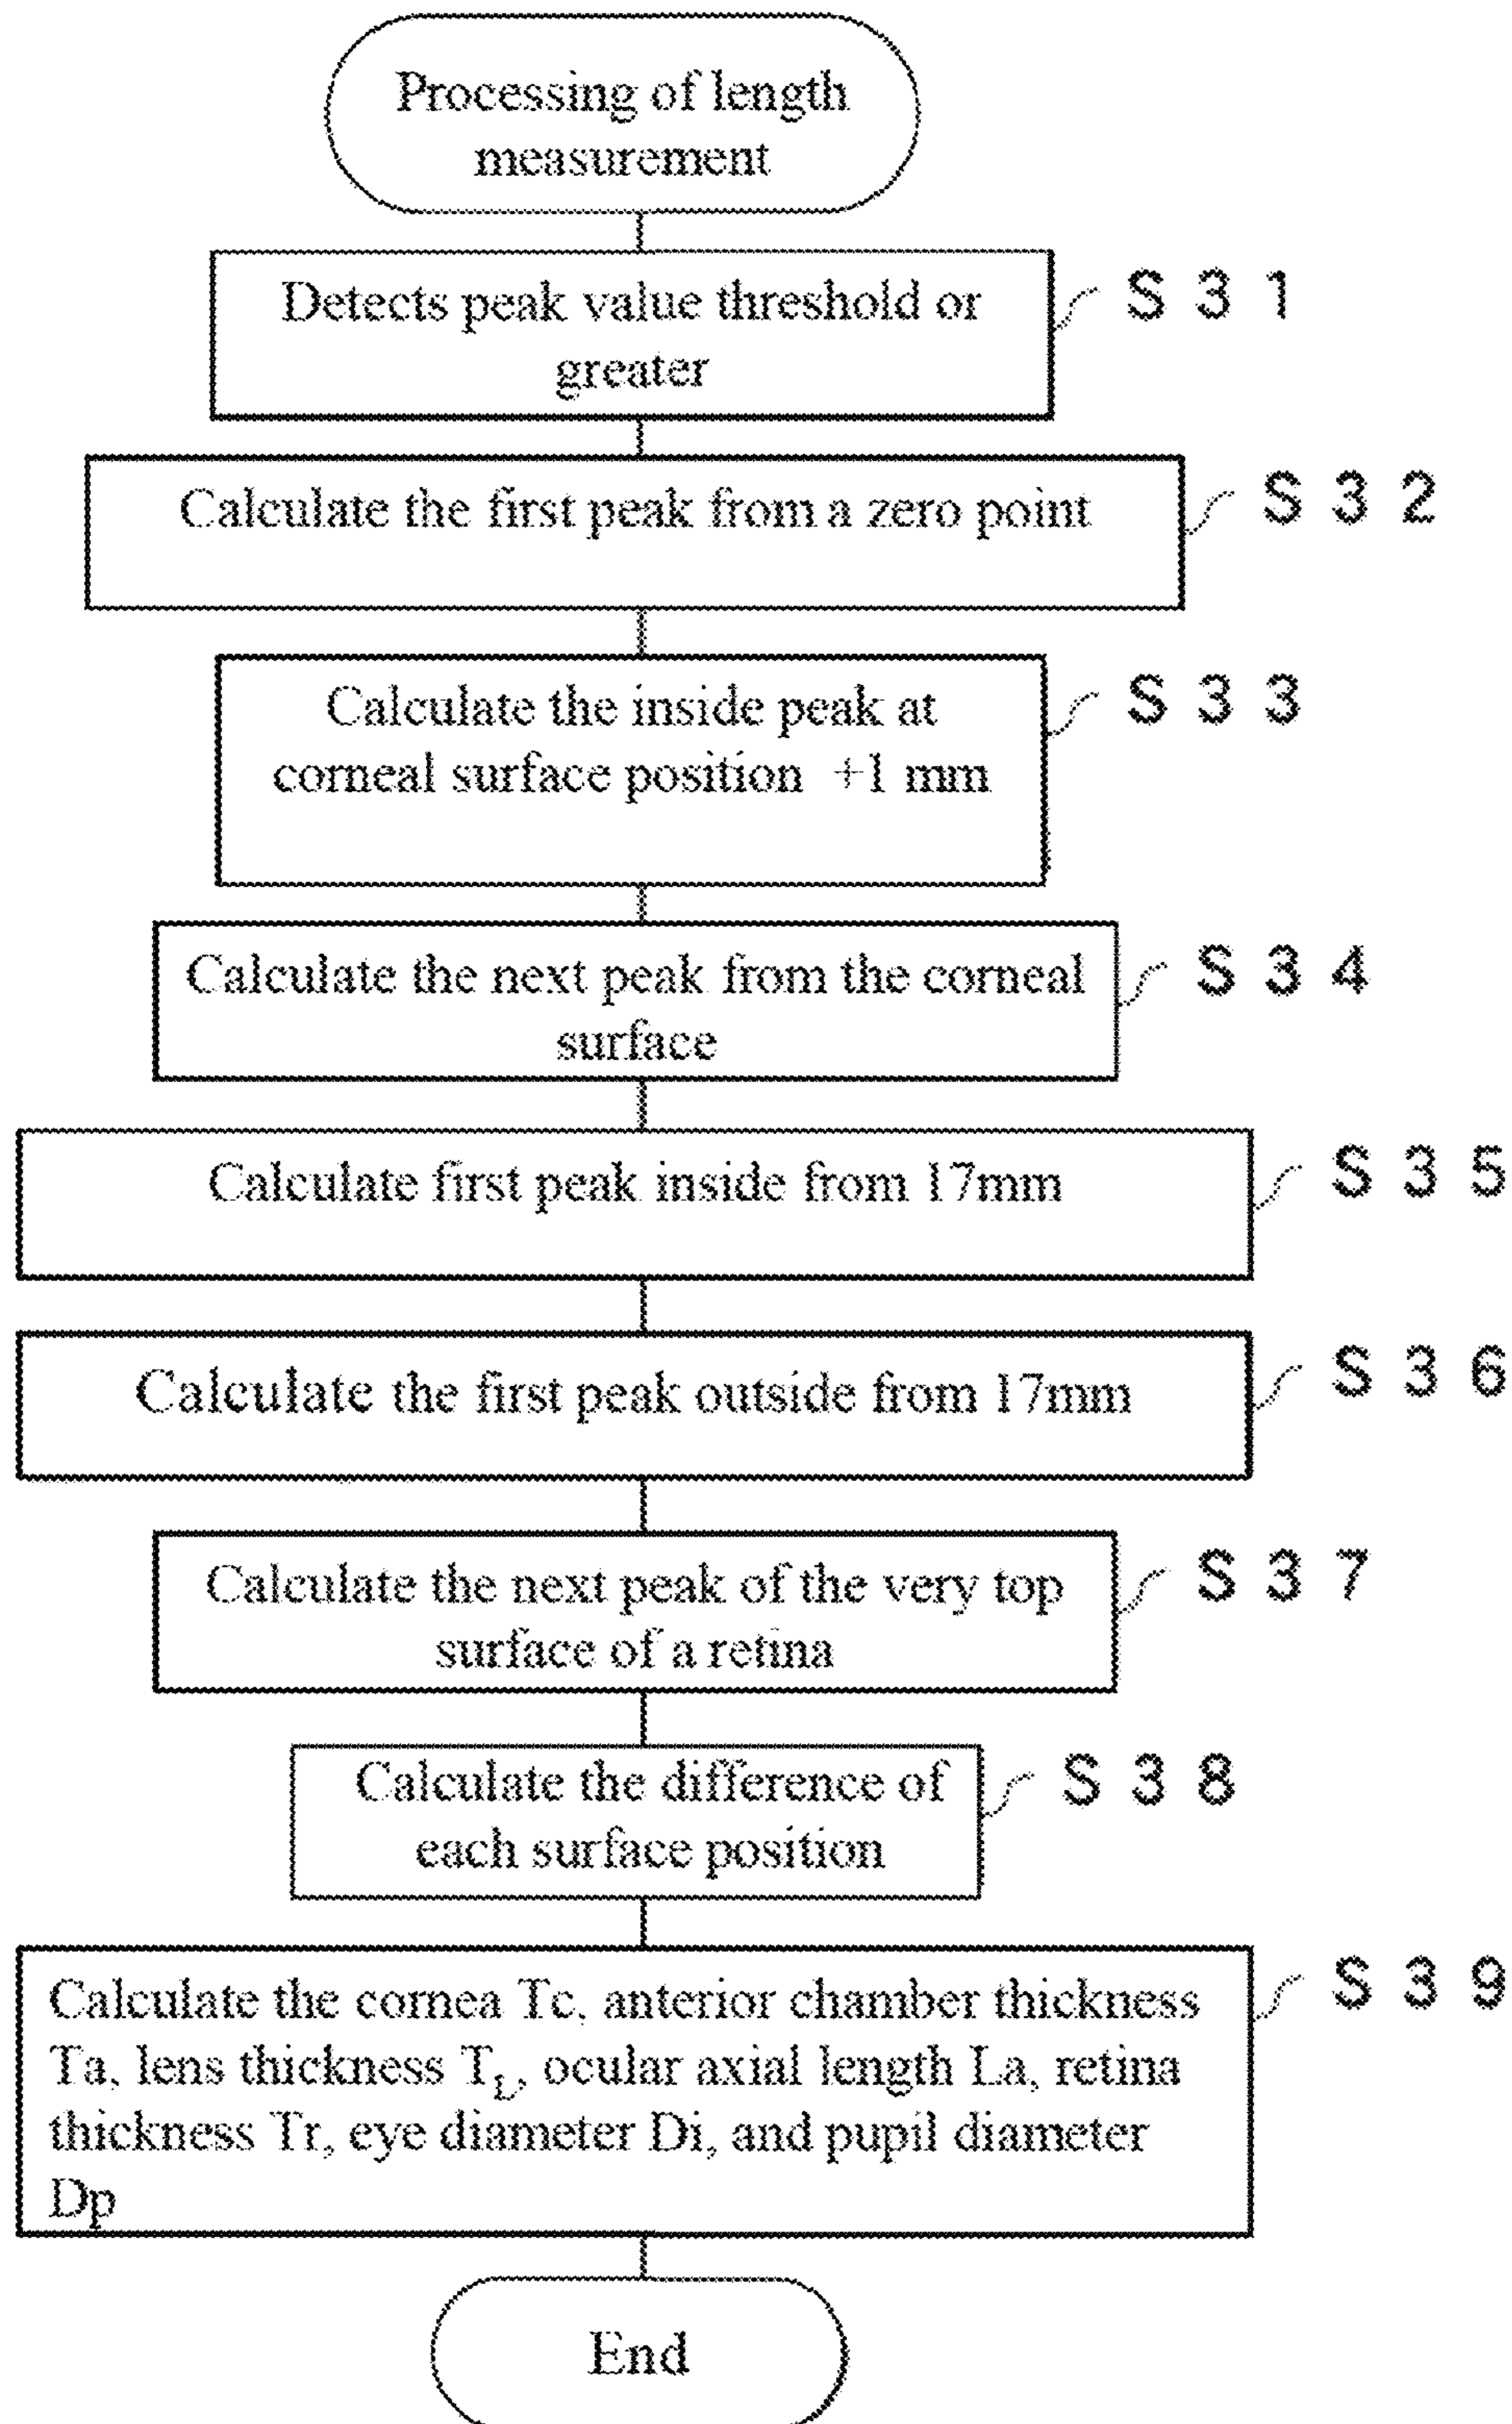 Processing of length
measurement
Detects peak value threshold or
greater
S 3 1
Calculate the first peak from a zero point
S 3 2
Calculate the inside peak at
corneal surface position +1 mm
S 3 3
Calculate the next peak from the corneal
surface
S 3 4
Calculate first peak inside from 17mm
S 3 5
Calculate the first peak outside from 17mm
S 3 6
Calculate the next peak of the very top
surface of a retina
S 3 7
Calculate the difference of
each surface position
S 3 8
Calculate the cornea Tc, anterior chamber thickness
Ta, lens thickness TL, ocular axial length La, retina
thickness Tr, eye diameter Di, and pupil diameter
Dp
S 3 9
End